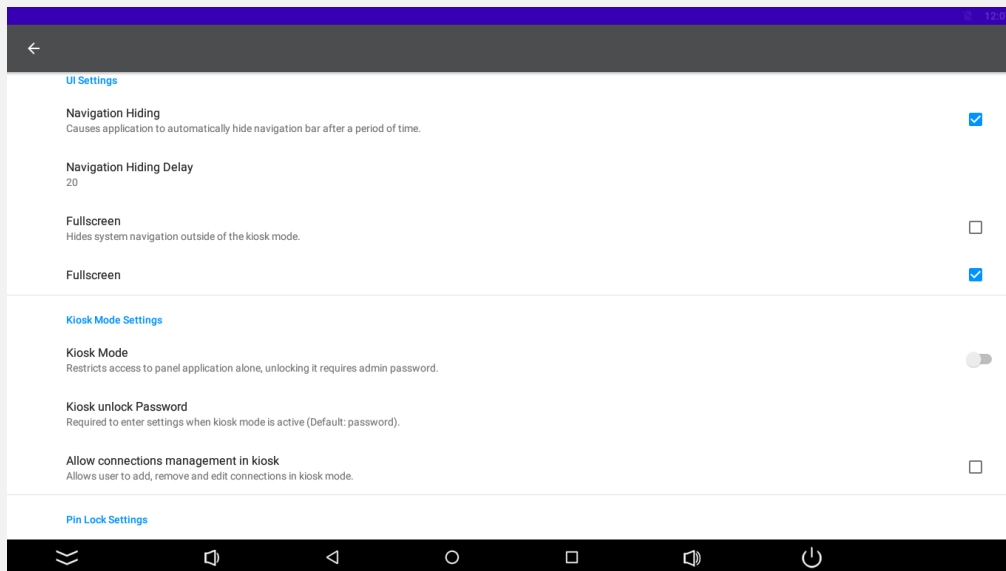 UI Settings
Navigation Hiding
Causes application to automatically hide navigation bar after a period of time.
Navigation Hiding Delay
20
Fullscreen
Hides system navigation outside of the kiosk mode.
Fullscreen
Kiosk Mode Settings
Kiosk Mode
Restricts access to panel application alone, unlocking it requires admin password.
Kiosk unlock Password
Required to enter settings when kiosk mode is active (Default: password).
Allow connections management in kiosk
Allows user to add, remove and edit connections in kiosk mode.
Pin Lock Settings